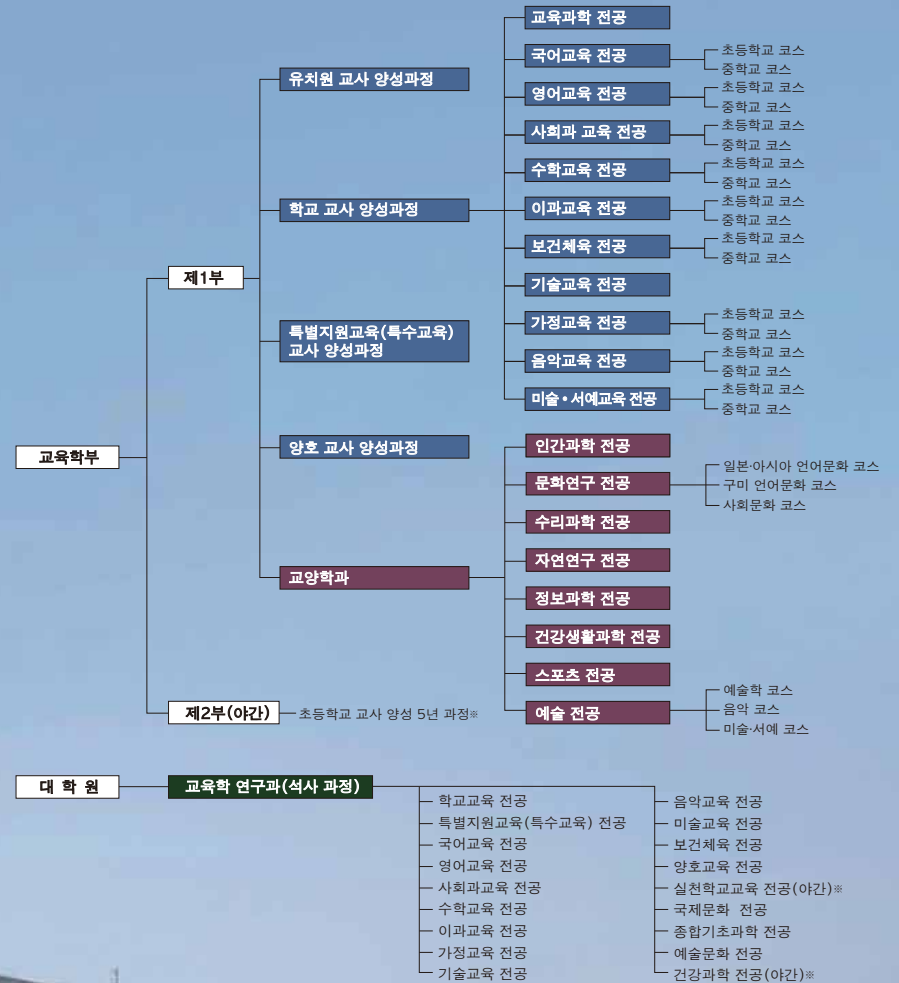 교육학부
제1부
유치원 교사 양성과정
학교 교사 양성과정
교육과학 전공
국어교육 전공
초등학교 코스
중학교 코스
영어교육 전공
초등학교 코스
중학교 코스
사회과 교육 전공
초등학교 코스
중학교 코스
수학교육 전공
초등학교 코스
중학교 코스
이과교육 전공
초등학교 코스
중학교 코스
보건체육 전공
초등학교 코스
중학교 코스
기술교육 전공
가정교육 전공
초등학교 코스
중학교 코스
음악교육 전공
초등학교 코스
중학교 코스
미술•서예교육 전공
초등학교 코스
중학교 코스
특별지원교육(특수교육)
교사 양성과정
양호 교사 양성과정
교양학과
인간과학 전공
문화연구 전공
일본·아시아 언어문화 코스
구미 언어문화 코스
사회문화 코스
수리과학 전공
자연연구 전공
정보과학 전공
건강생활과학 전공
스포츠 전공
예술 전공
예술학 코스
음악 코스
미술·서예 코스
제2부(야간)
초등학교 교사 양성 5년 과정※
대 학 원
교육학 연구과(석사 과정)
학교교육 전공
특별지원교육(특수교육) 전공
국어교육 전공
영어교육 전공
사회과교육 전공
수학교육 전공
이과교육 전공
가정교육 전공
기술교육 전공
음악교육 전공
미술교육 전공
보건체육 전공
양호교육 전공
실천학교교육 전공(야간)※
국제문화 전공
종합기초과학 전공
예술문화 전공
건강과학 전공(야간)※